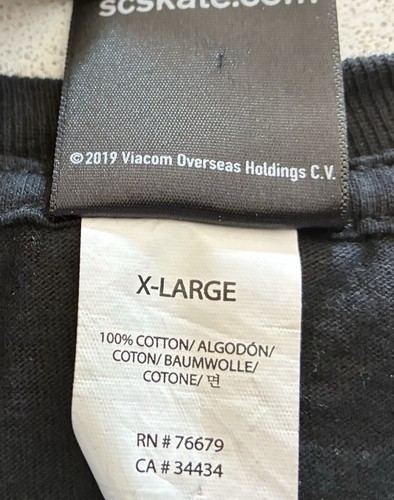 scskate.com
©2019 Viacom Overseas Holdings C.V.
X-LARGE
100% COTTON/ ALGODÓN/
COTON/ BAUMWOLLE/
COTONE/ 면
RN # 76679
CA # 34434